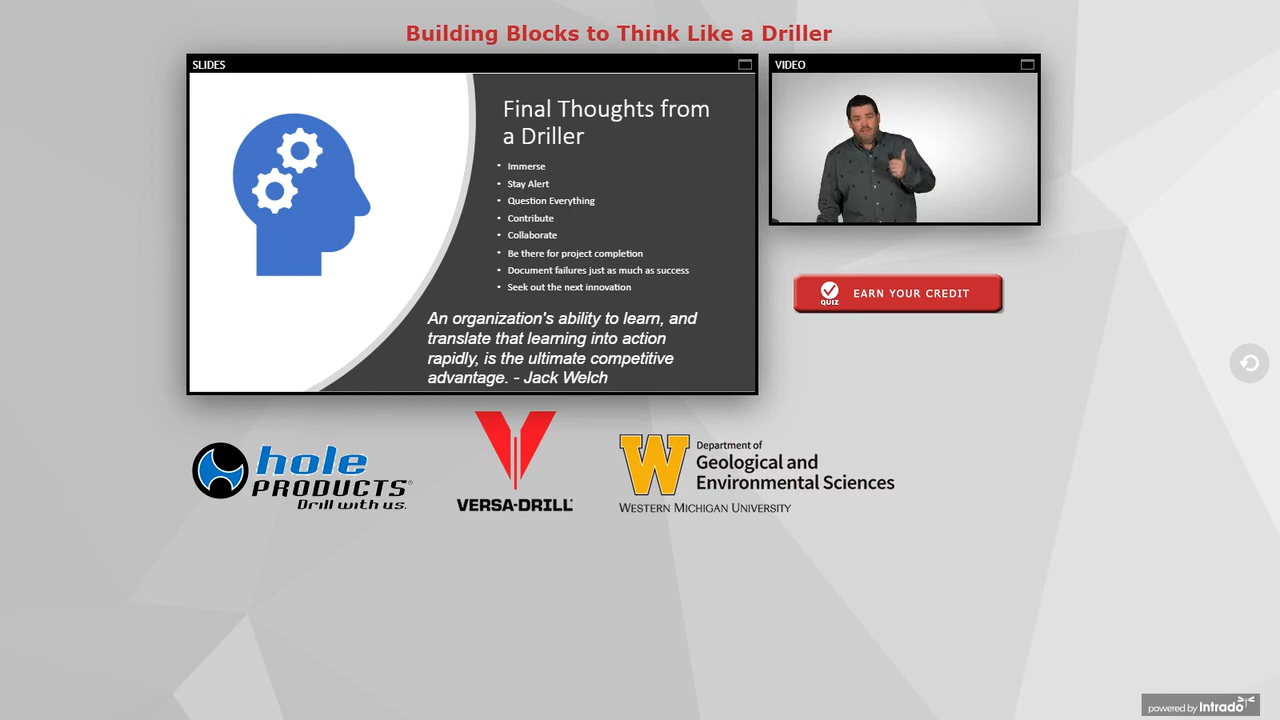 Building Blocks to Think Like a Driller
SLIDES
Final Thoughts from
a Driller
• Immerse
• Stay Alert
• Question Everything
• Contribute
• Collaborate
• Be there for project completion
• Document failures just as much as success
• Seek out the next innovation
An organization's ability to learn, and
translate that learning into action
rapidly, is the ultimate competitive
advantage. - Jack Welch
VIDEO
QUIZ
EARN YOUR CREDIT
hole
PRODUCTS®
Drill with us.
VERSA-DRILL®
W
Department of
Geological and
Environmental Sciences
WESTERN MICHIGAN UNIVERSITY
powered by Intrado